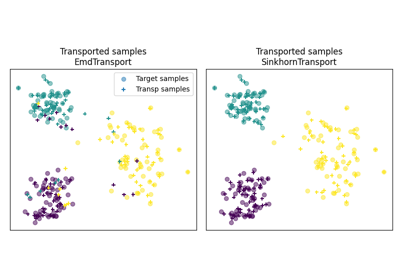 Transported samples
EmdTransport
Target samples
Transp samples
Transported samples
SinkhornTransport